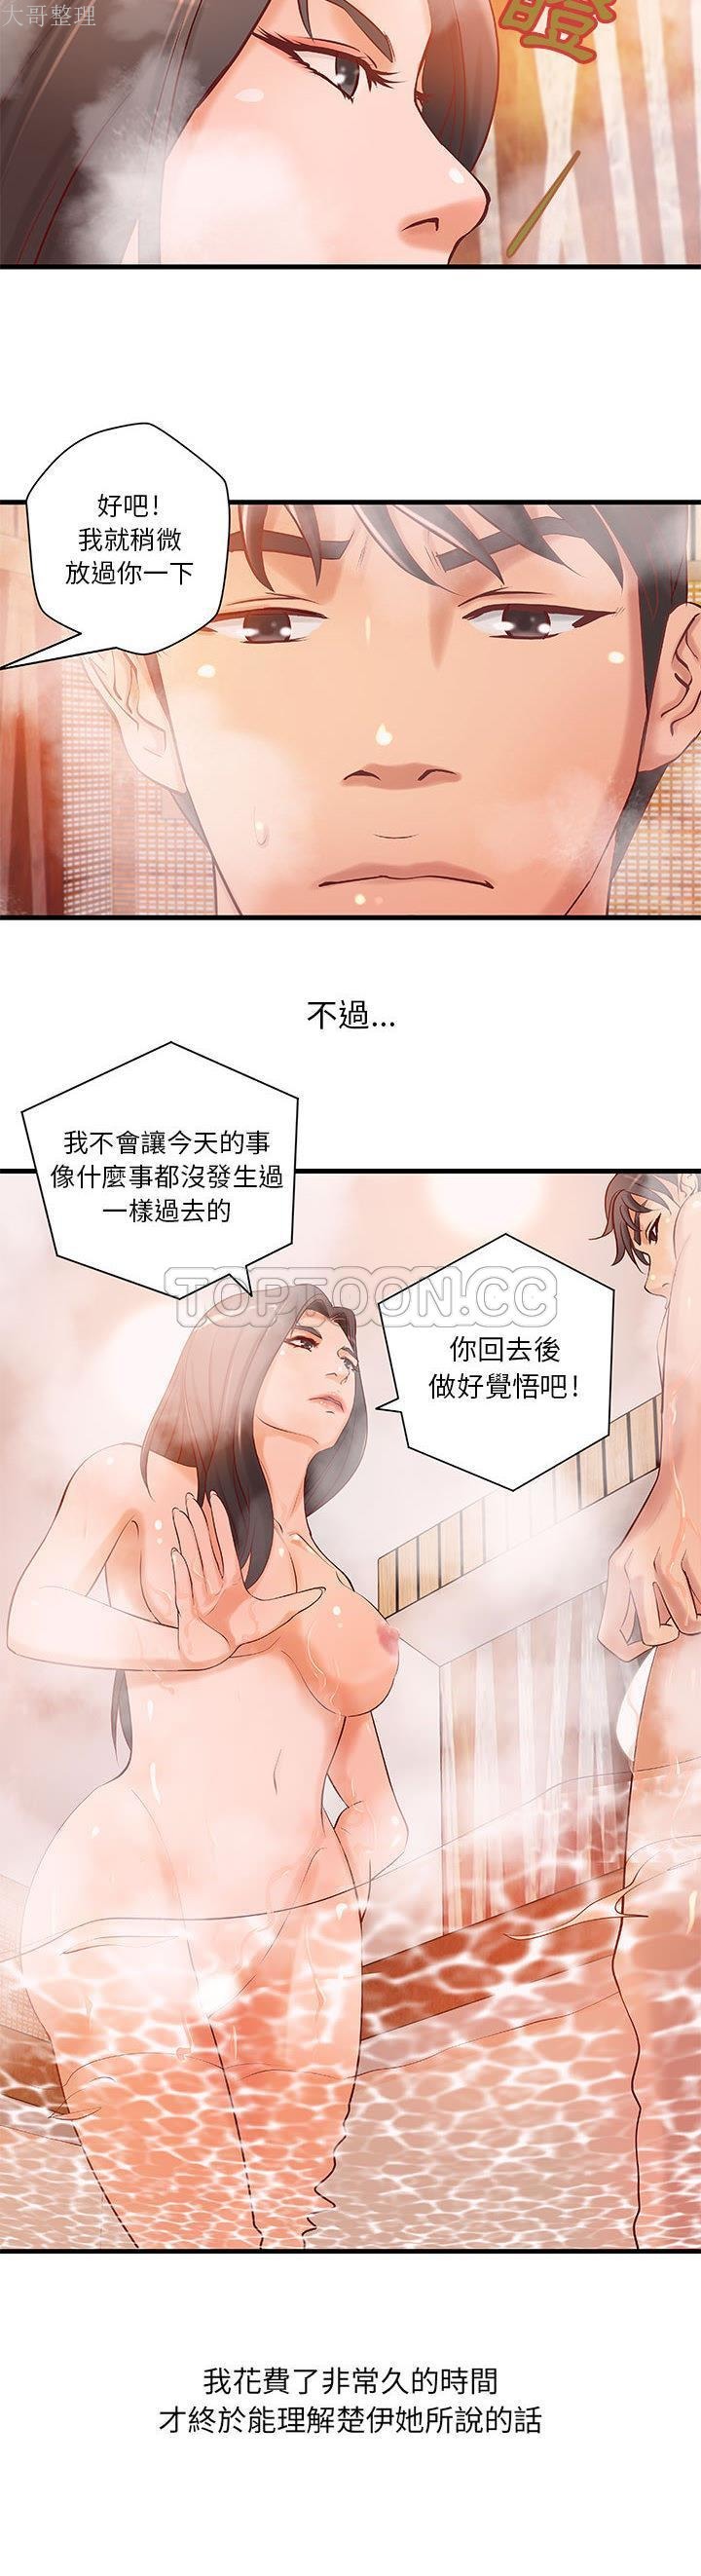 大哥整理
瞪
好吧!
我就稍微
放過你一下
不過...
我不會讓今天的事
像什麼事都沒發生過
一樣過去的
TOPTOON.CC
你回去後
做好覺悟吧!
我花費了非常久的時間
才終於能理解楚伊她所說的話